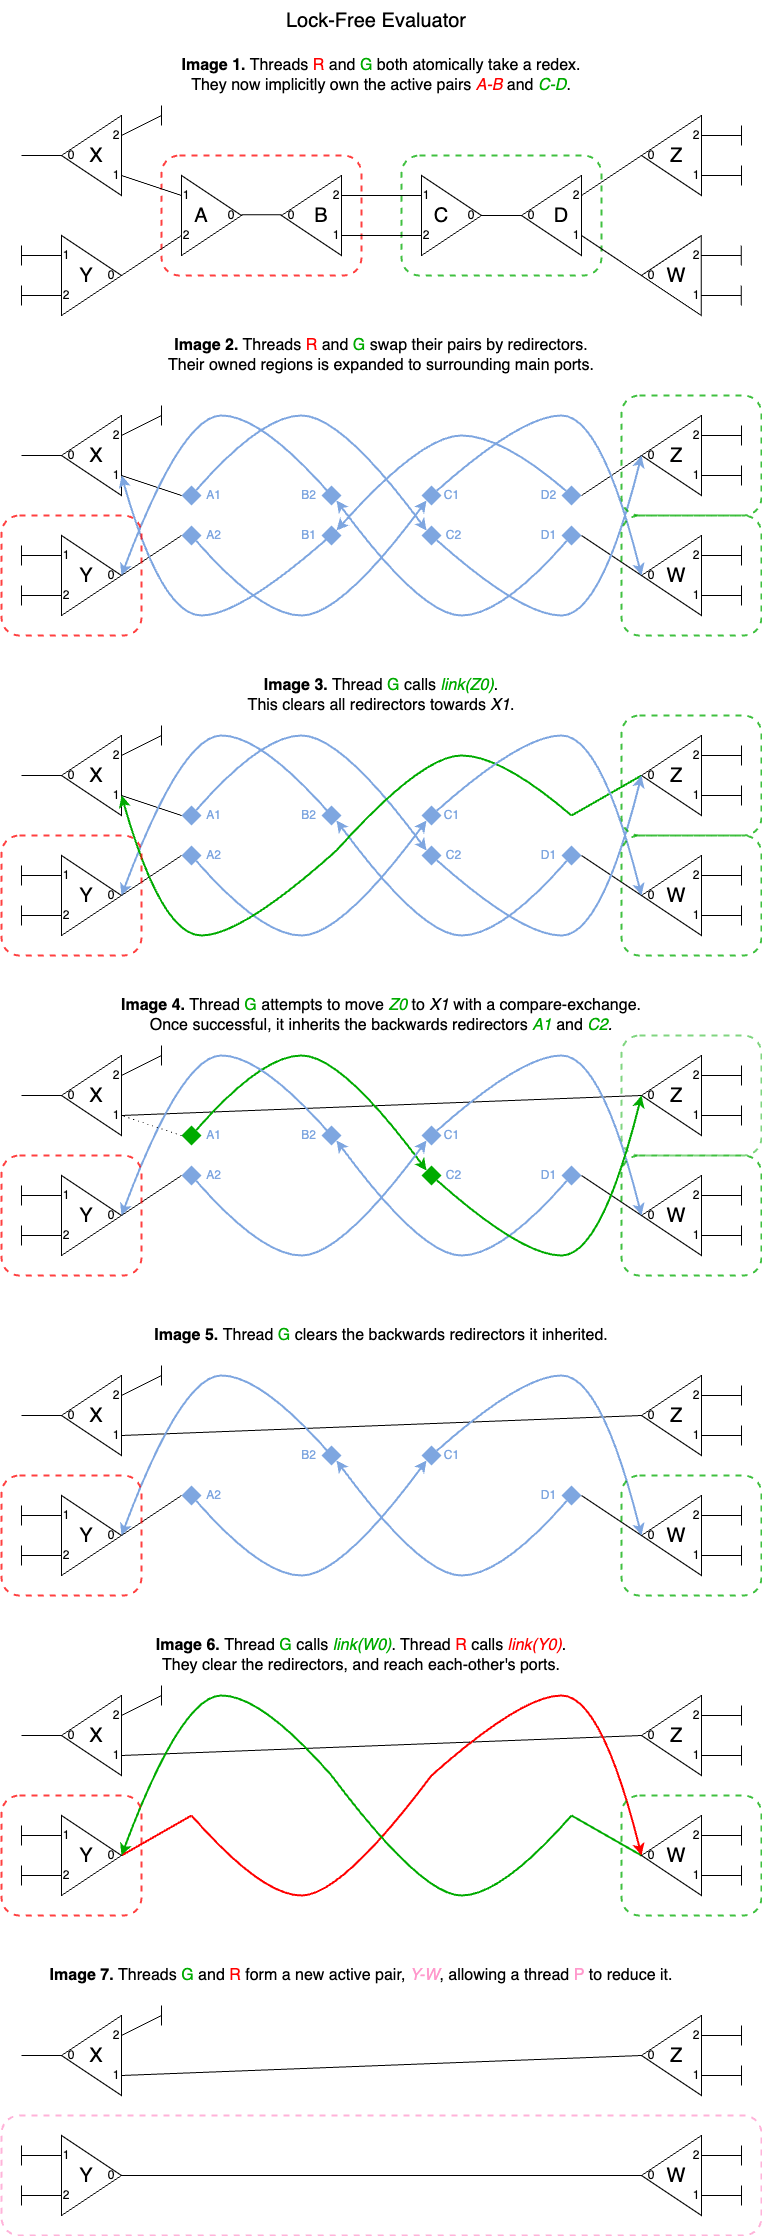 Lock-Free Evaluator
Image 1. Threads R and G both atomically take a redex.
They now implicitly own the active pairs A-B and C-D.
2
0 X
1
1
A 0
2
2
0 B
1
1
C 0
2
2
0 D
1
2
0 Z
1
1
Y 0
2
2
0 W
1
Image 2. Threads R and G swap their pairs by redirectors.
Their owned regions is expanded to surrounding main ports.
2
0 X
1
2
0 Z
1
A1 B2 C1 D2
A2 B1 C2 D1
1
Y 0
2
2
0 W
1
Image 3. Thread G calls link(Z0).
This clears all redirectors towards X1.
2
0 X
1
2
0 Z
1
A1 B2 C1
A2 C2 D1
1
Y 0
2
2
0 W
1
Image 4. Thread G attempts to move Z0 to X1 with a compare-exchange.
Once successful, it inherits the backwards redirectors A1 and C2.
2
0 X
1
2
0 Z
1
A1 B2 C1
A2 C2 D1
1
Y 0
2
2
0 W
1
Image 5. Thread G clears the backwards redirectors it inherited.
2
0 X
1
2
0 Z
1
B2 C1
A2 D1
1
Y 0
2
2
0 W
1
Image 6. Thread G calls link(W0). Thread R calls link(Y0).
They clear the redirectors, and reach each-other's ports.
2
0 X
1
2
0 Z
1
1
Y 0
2
2
0 W
1
Image 7. Threads G and R form a new active pair, Y-W, allowing a thread P to reduce it.
2
0 X
1
2
0 Z
1
1
Y 0
2
2
0 W
1